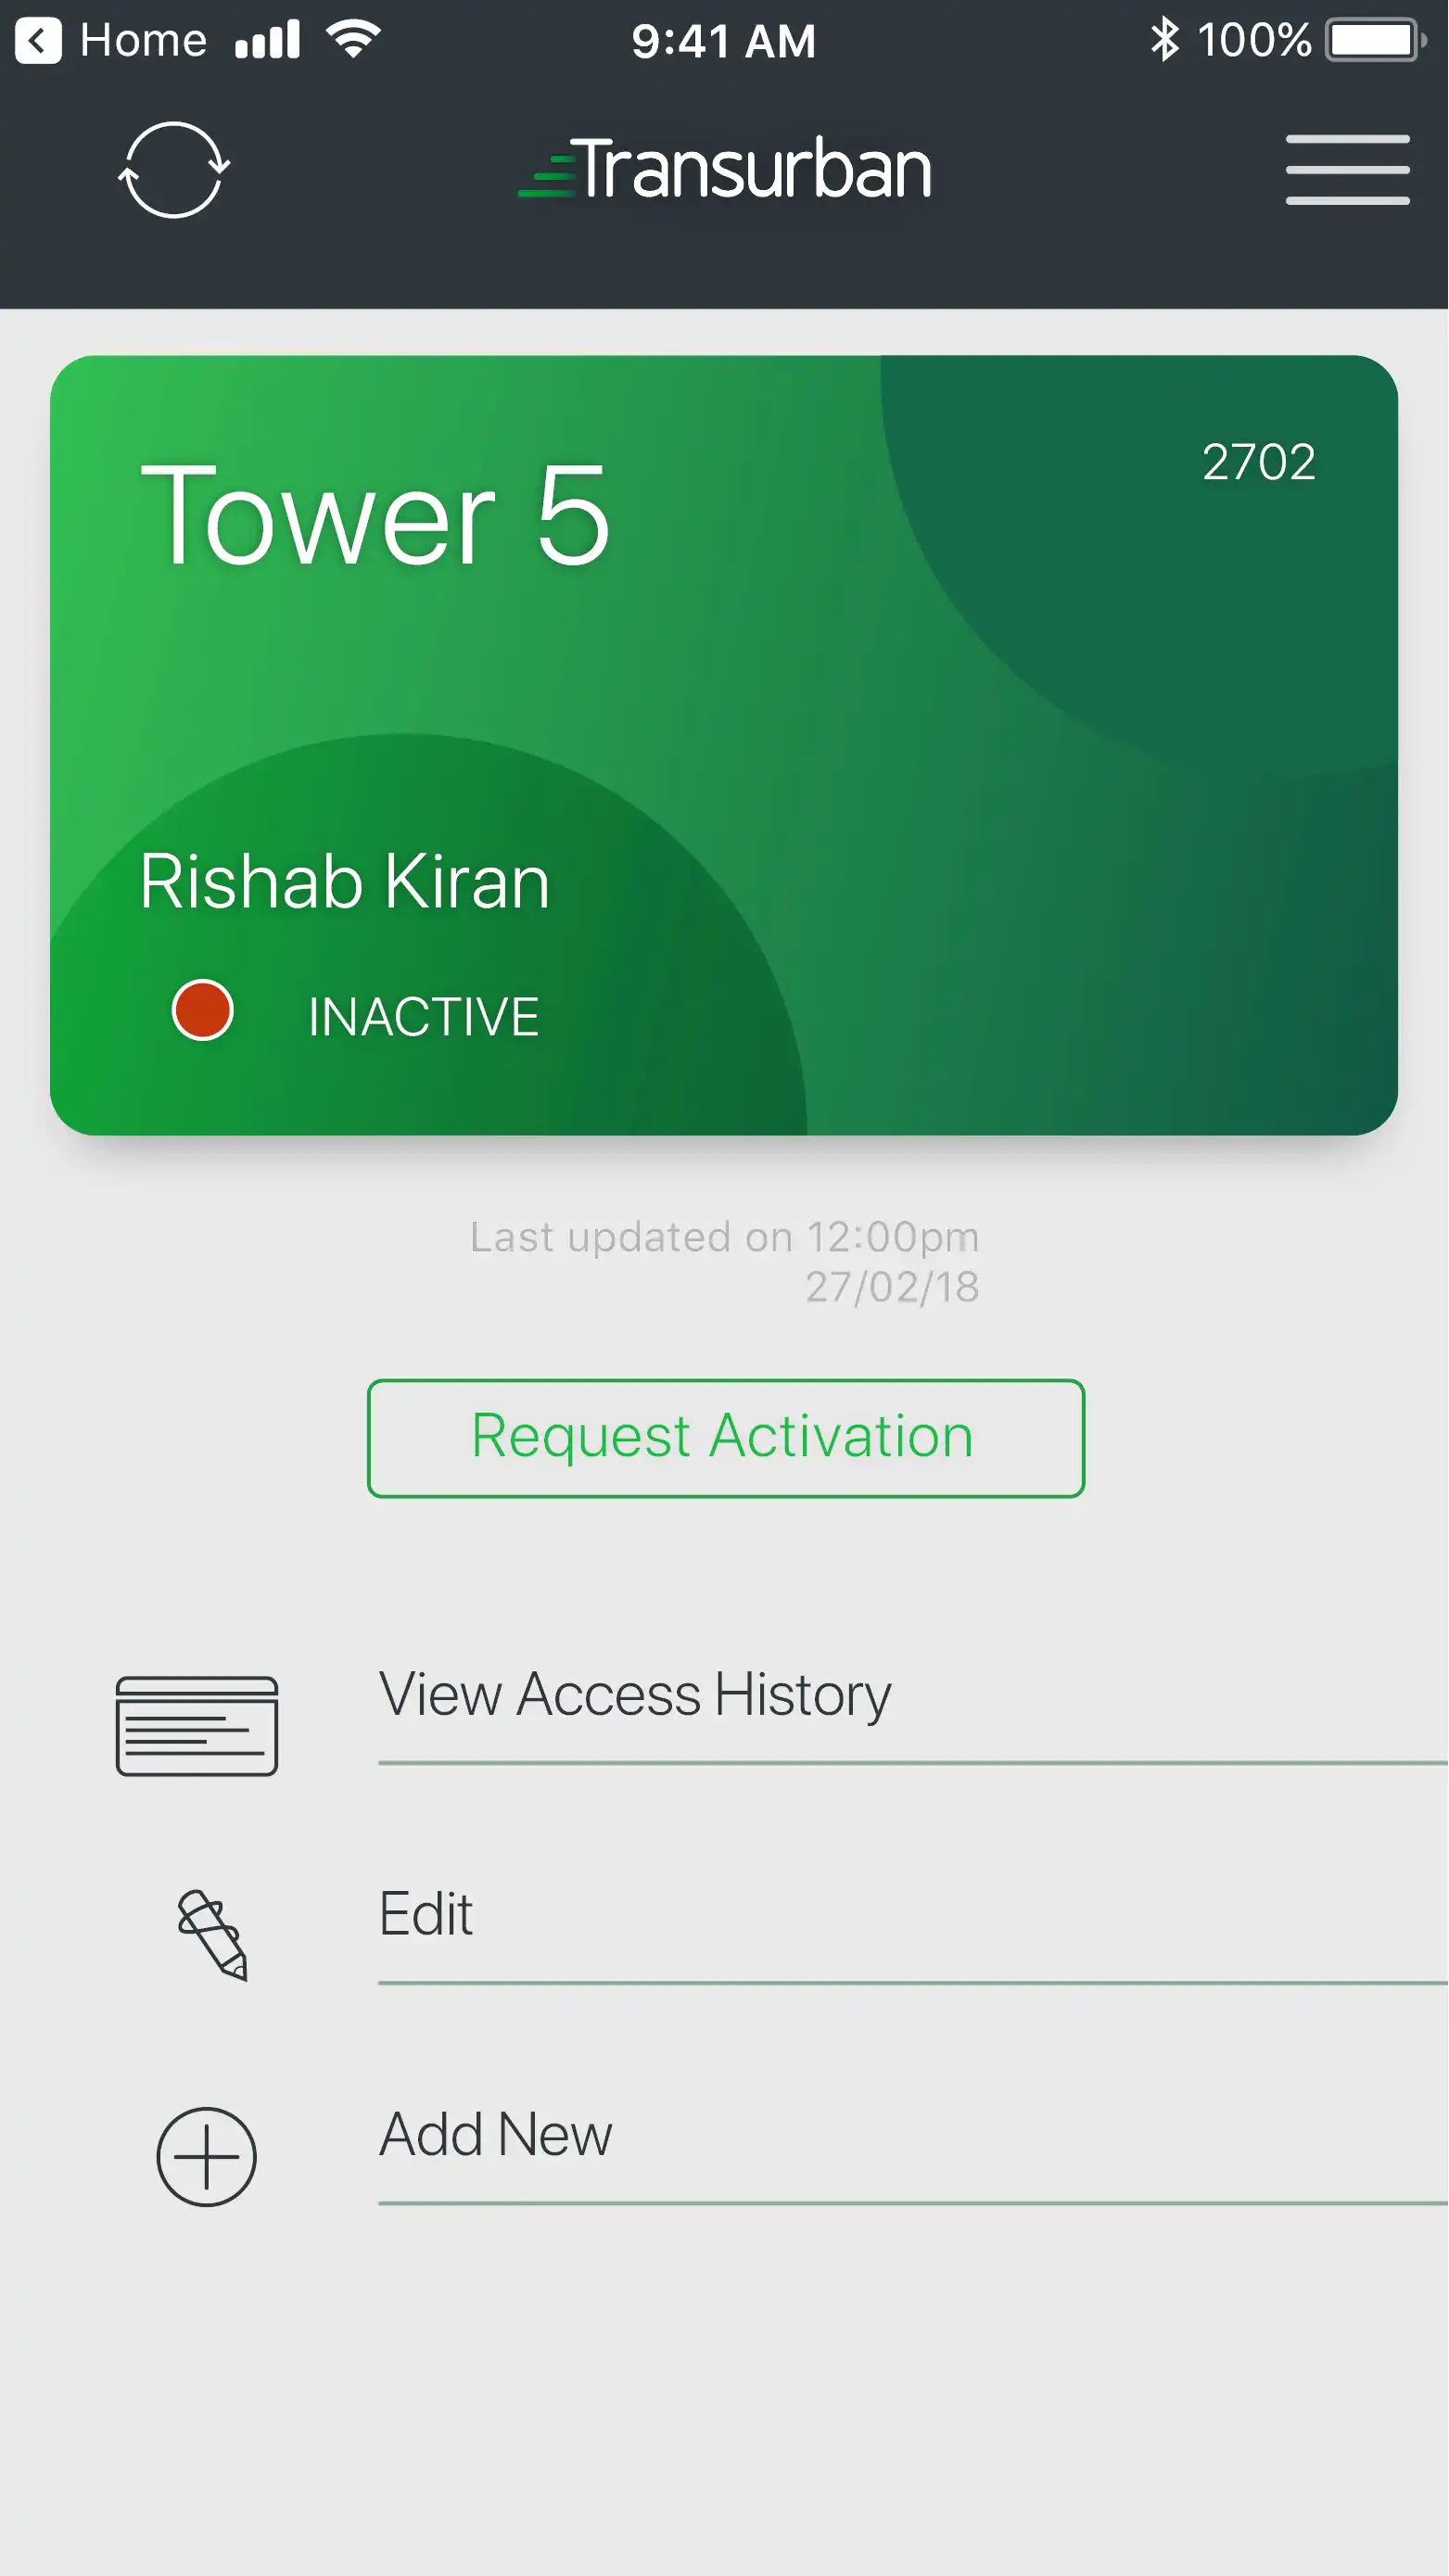 Home 9:41 AM 100%
Transurban
Tower 5
2702
Rishab Kiran
INACTIVE
Last updated on 12:00pm
27/02/18
Request Activation
View Access History
Edit
Add New